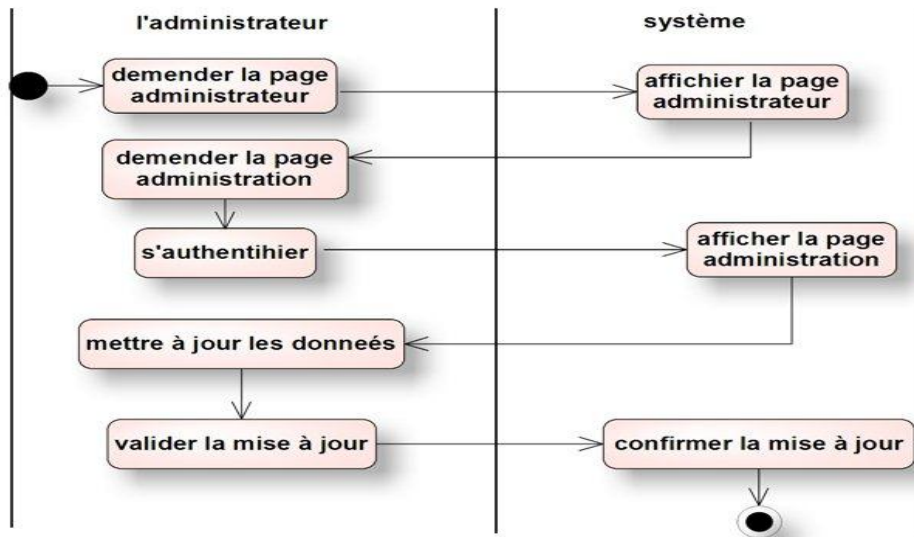 l'administrateur
système
demender la page
administrateur
affichier la page
administrateur
demender la page
administration
s'authentihier
afficher la page
administration
mettre à jour les donneés
valider la mise à jour
confirmer la mise à jour